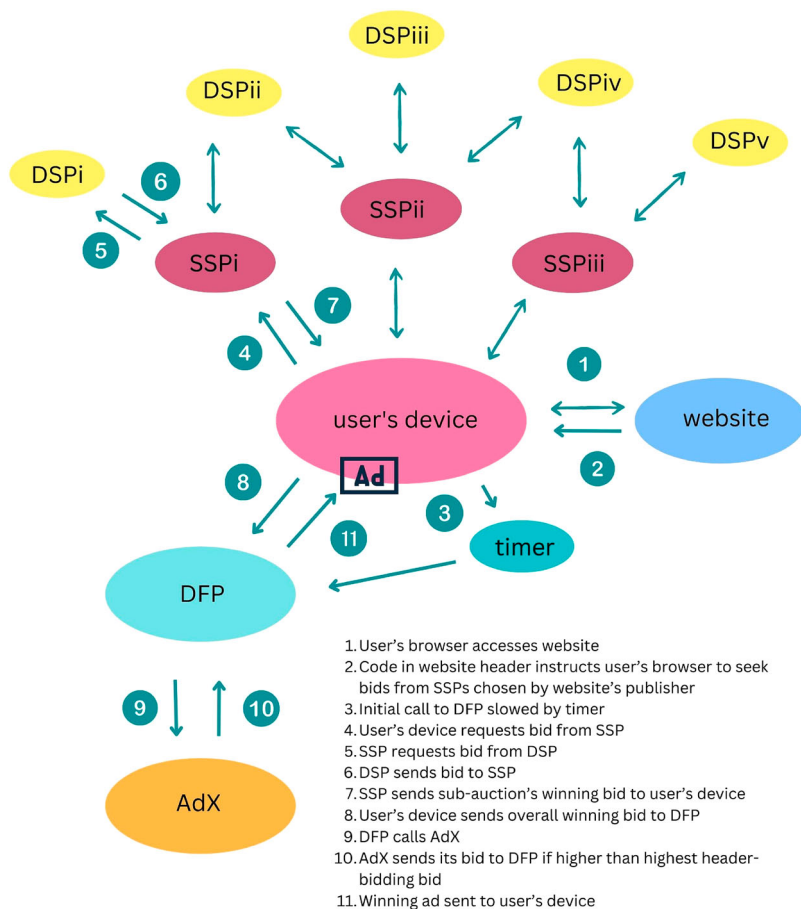 DSPiii
DSPii
DSPiv
DSPv
DSPi
6
5
SSPii
SSPi
SSPiii
7
4
1
user's device
website
2
Ad
8
3
11
timer
DFP
9
10
AdX
1. User's browser accesses website
2. Code in website header instructs user's browser to seek
bids from SSPs chosen by website's publisher
3. Initial call to DFP slowed by timer
4. User's device requests bid from SSP
5. SSP requests bid from DSP
6. DSP sends bid to SSP
7. SSP sends sub-auction's winning bid to user's device
8. User's device sends overall winning bid to DFP
9. DFP calls AdX
10. AdX sends its bid to DFP if higher than highest header-
bidding bid
11. Winning ad sent to user's device